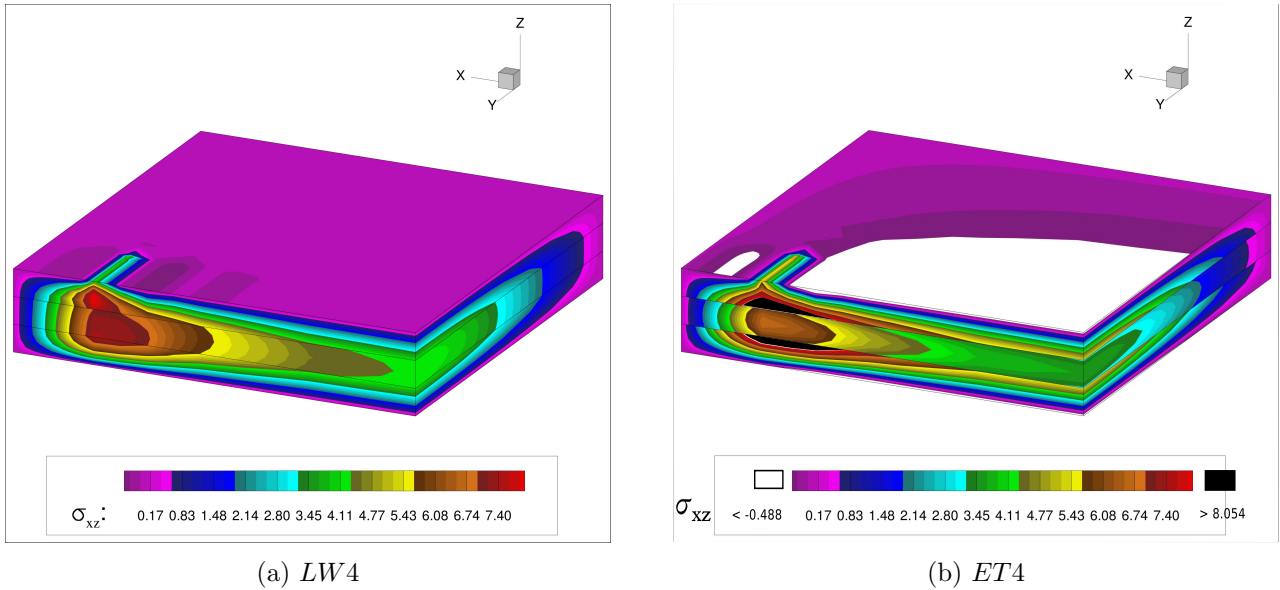 Z
X
Y
σxz: 0.17 0.83 1.48 2.14 2.80 3.45 4.11 4.77 5.43 6.08 6.74 7.40
(a) LW4
Z
X
Y
σxz < -0.488 0.17 0.83 1.48 2.14 2.80 3.45 4.11 4.77 5.43 6.08 6.74 7.40 > 8.054
(b) ET4